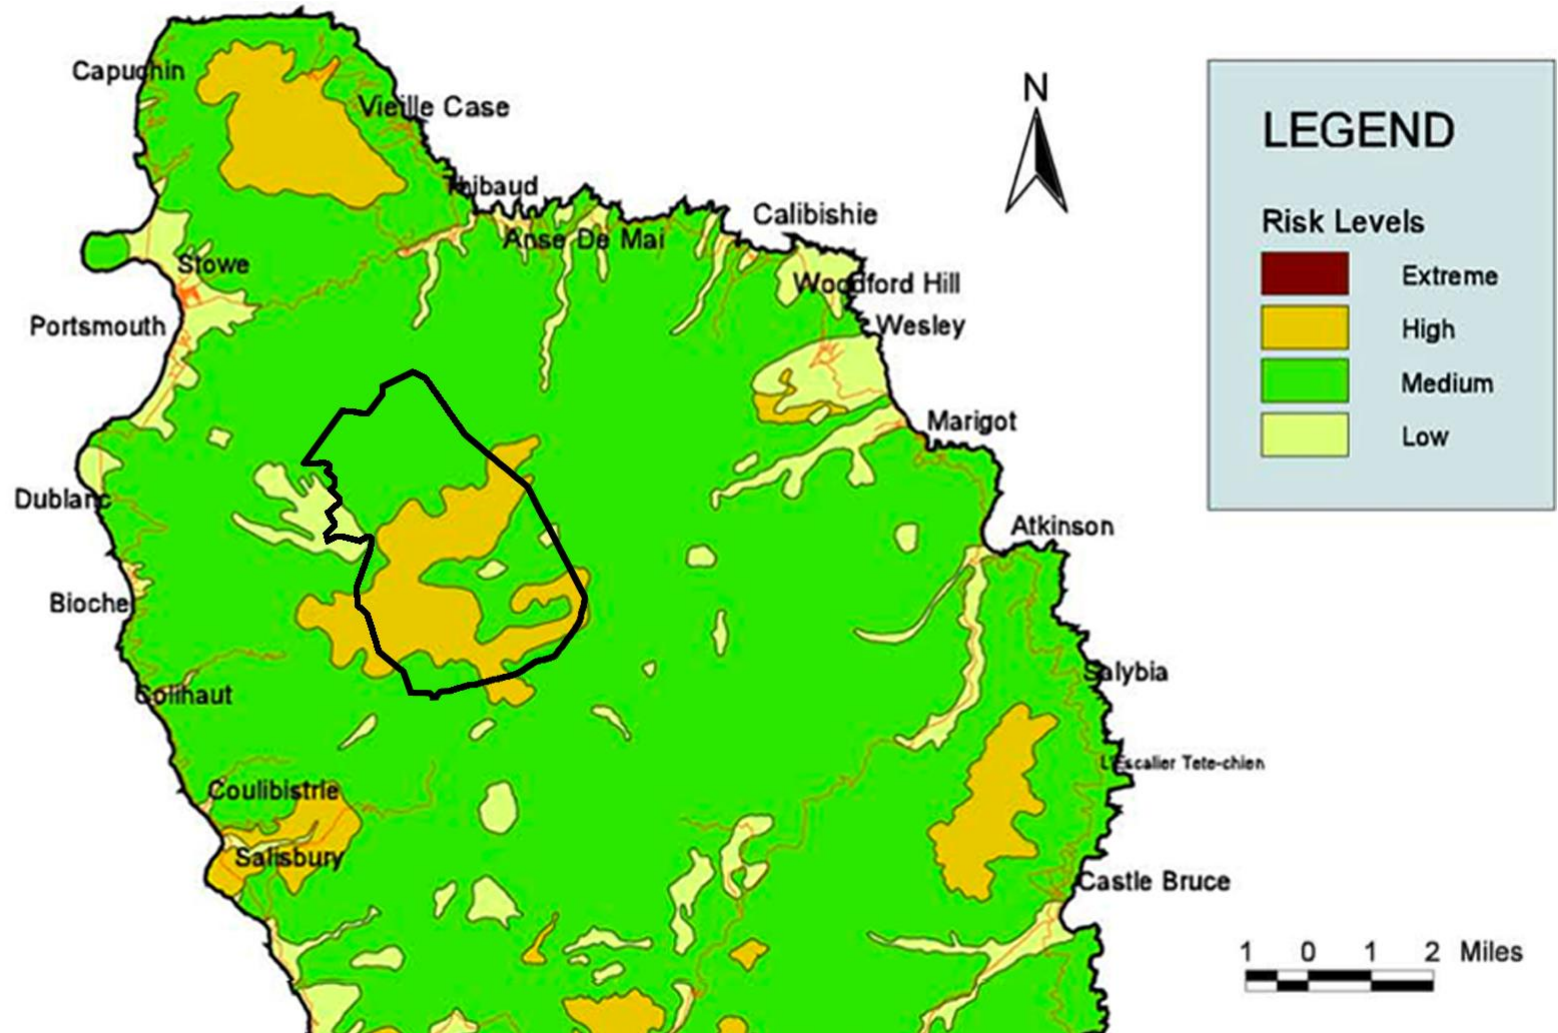 Capuchin
Vieille Case
Thibaud
Calibishie
Anse De Mai
Stowe
Woodford Hill
Portsmouth
Wesley
Marigot
Dublanc
Atkinson
Bioche
Salybia
Colihaut
L'Escalier Tete-chien
Coulibistrie
Salisbury
Castle Bruce
N
LEGEND
Risk Levels
Extreme
High
Medium
Low
1 0 1 2 Miles